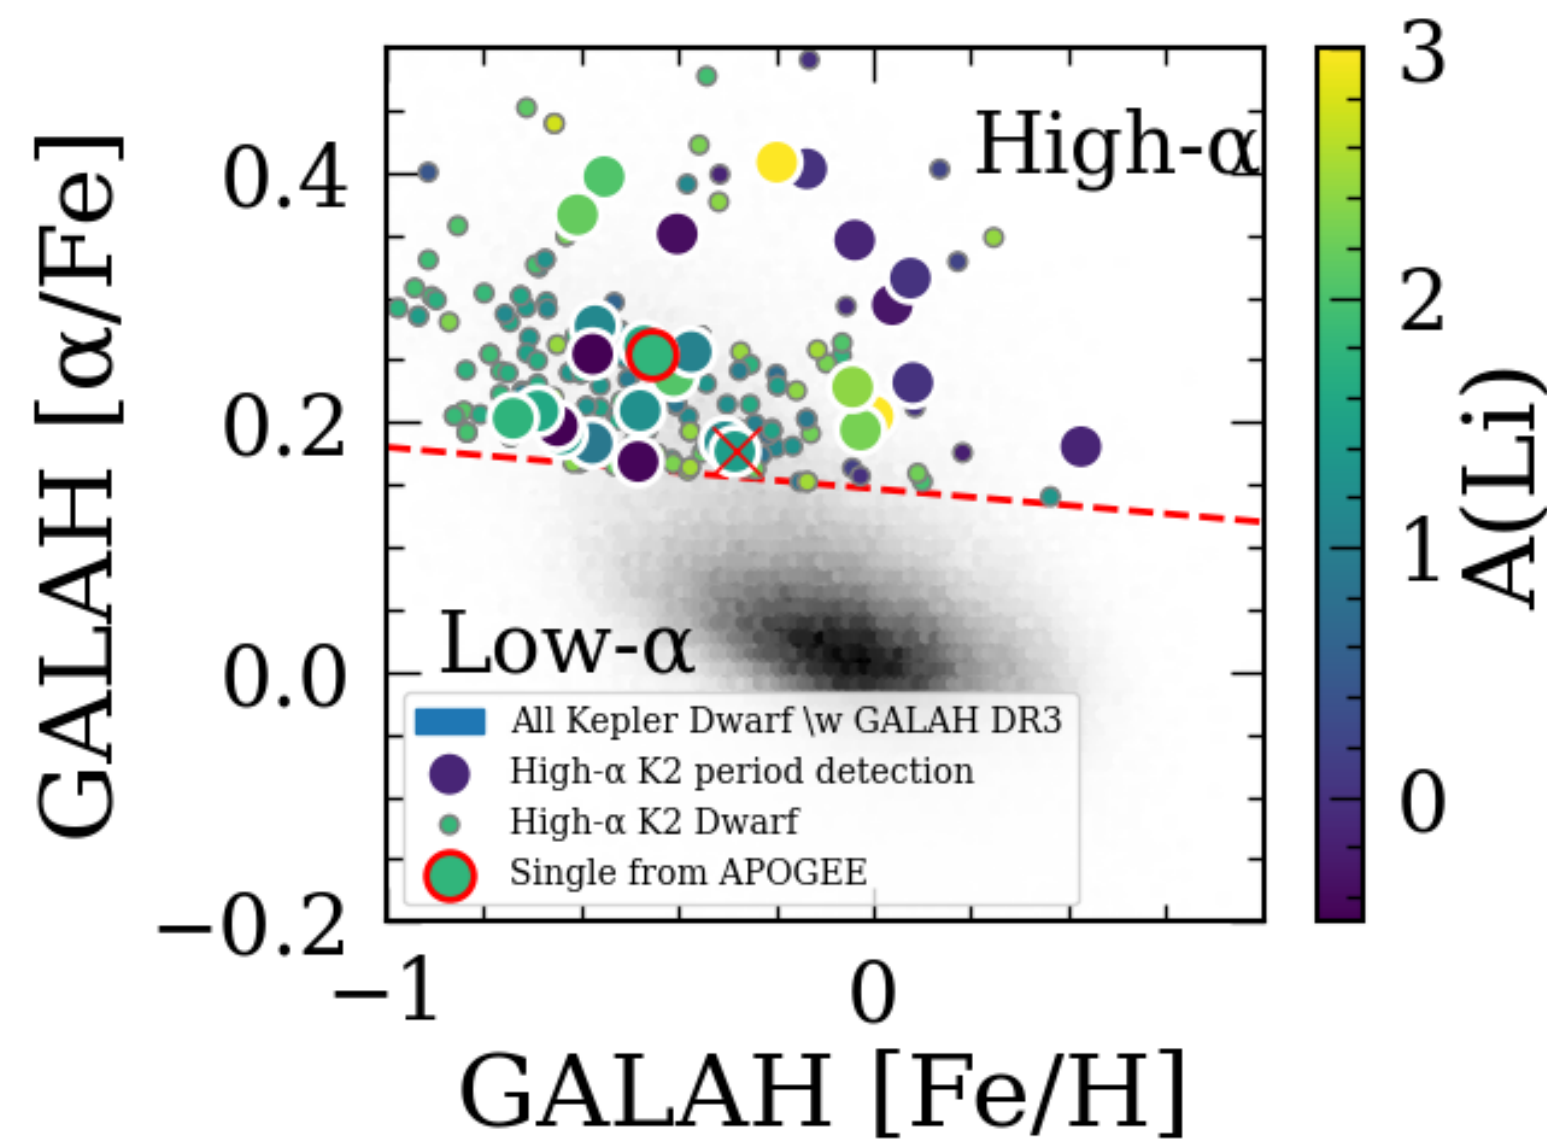 GALAH [α/Fe]
0.4
0.2
0.0
−0.2
High-α
Low-α
All Kepler Dwarf \w GALAH DR3
High-α K2 period detection
High-α K2 Dwarf
Single from APOGEE
−1
0
GALAH [Fe/H]
3
2
1
0
A(Li)